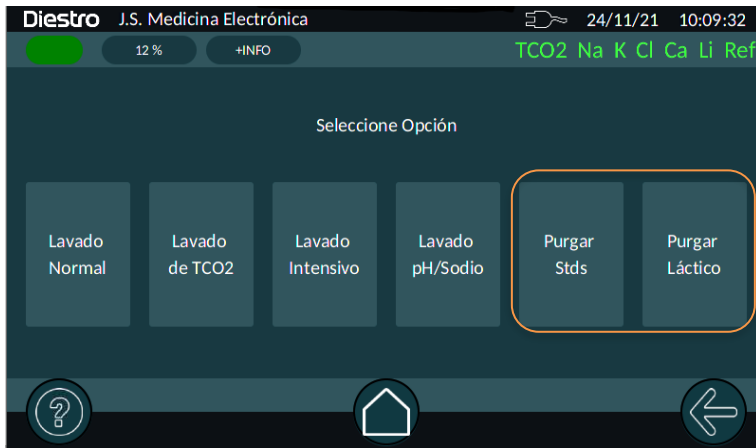 Diestro J.S. Medicina Electrónica 24/11/21 10:09:32
12 % +INFO TCO2 Na K Cl Ca Li Ref
Seleccione Opción
Lavado Normal
Lavado de TCO2
Lavado Intensivo
Lavado pH/Sodio
Purgar Stds
Purgar Láctico
?